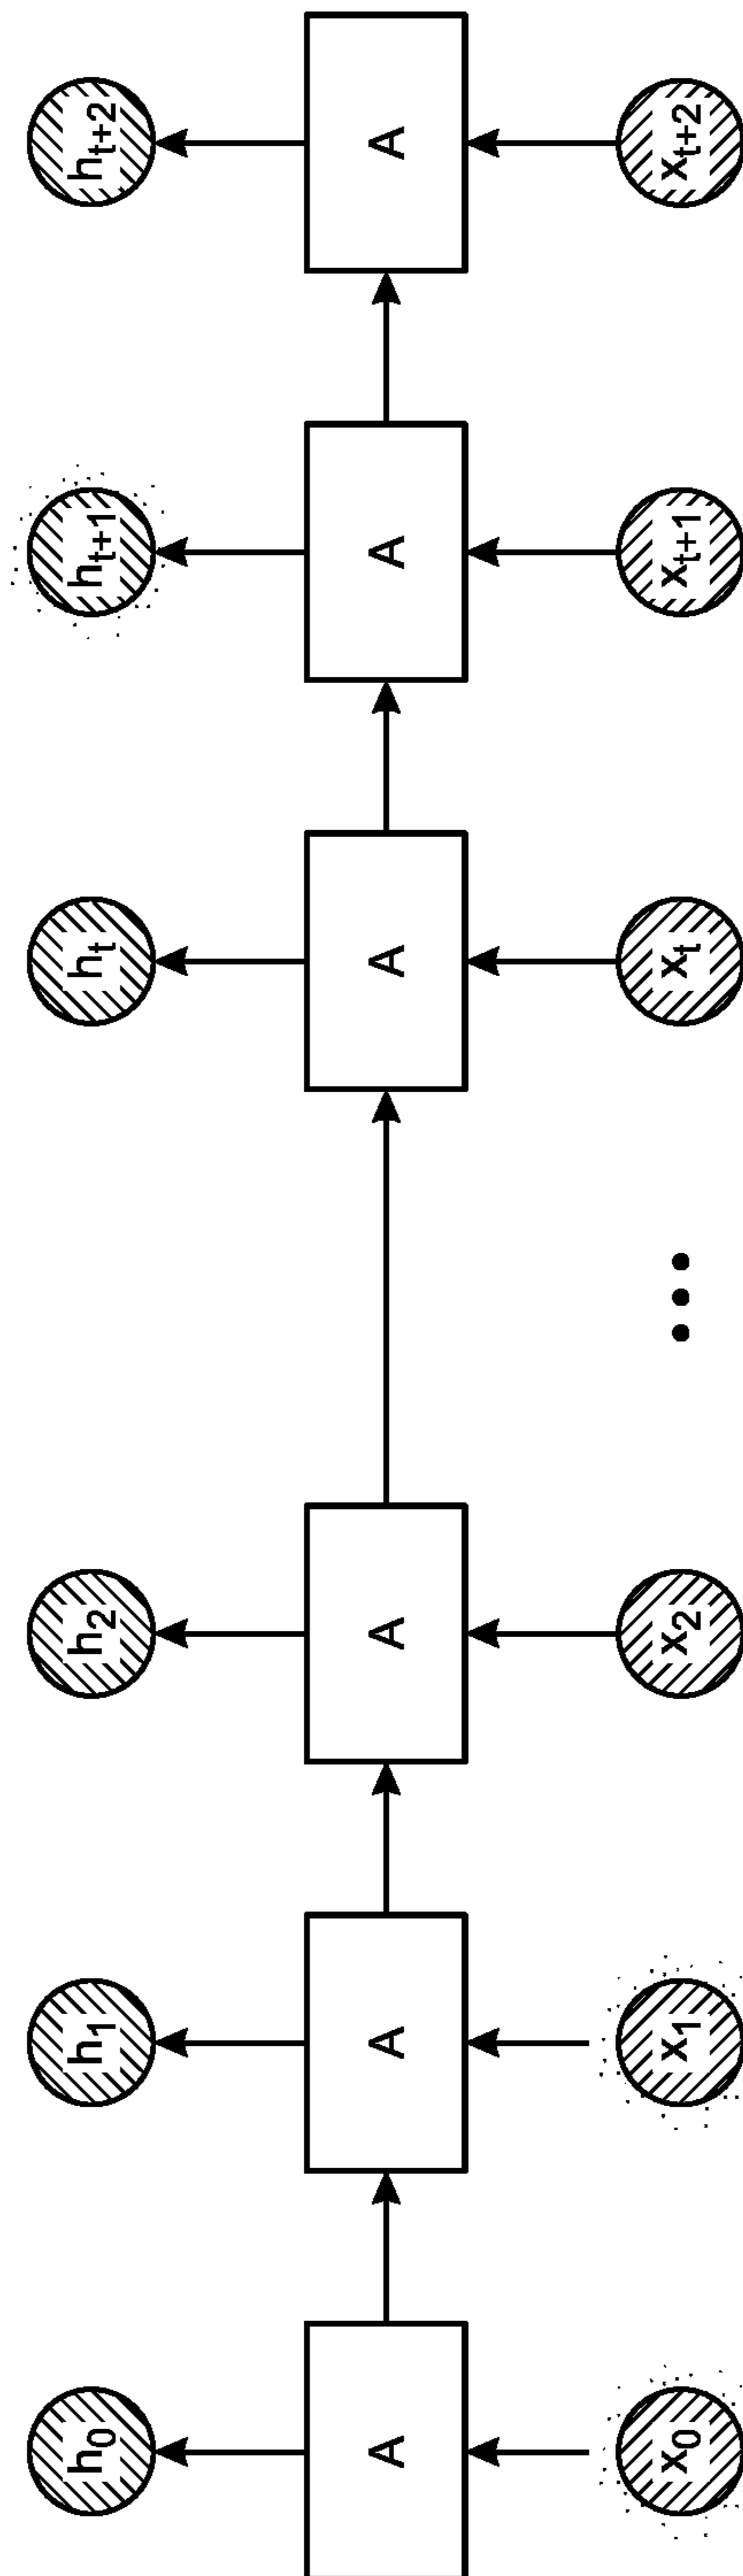 h₀ h₁ h₂ hₜ hₜ₊₁ hₜ₊₂
A A A A A A
x₀ x₁ x₂ ... xₜ xₜ₊₁ xₜ₊₂